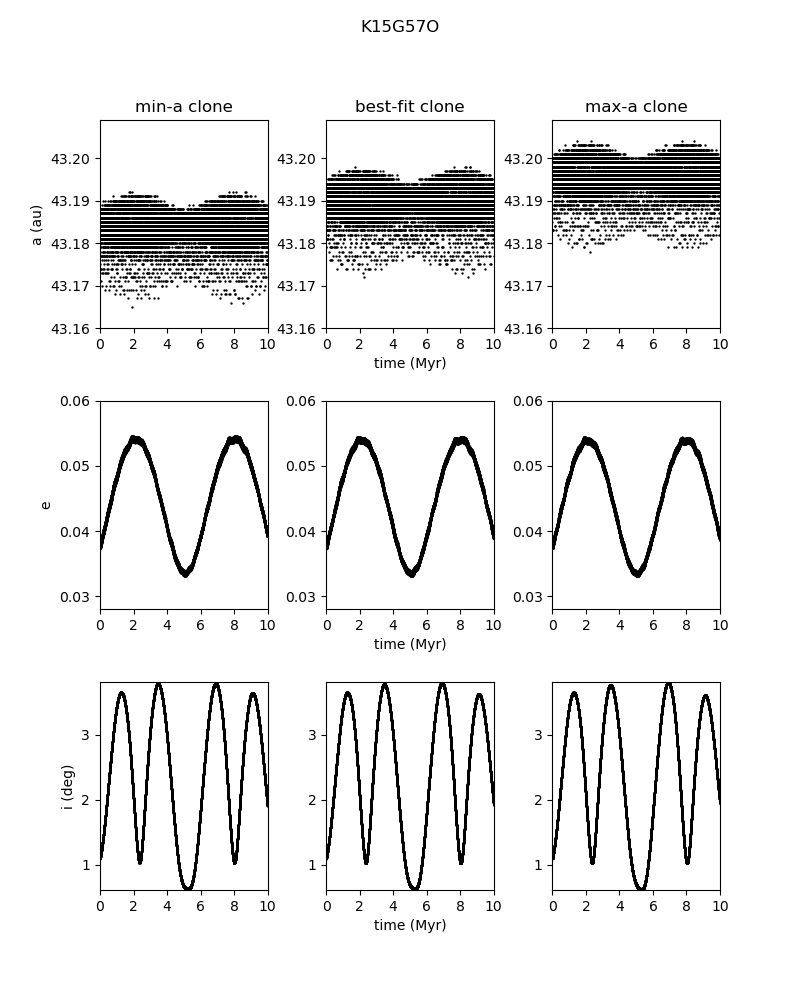 K15G57O
min-a clone best-fit clone max-a clone
43.20 43.20 43.20
43.19 43.19 43.19
43.18 43.18 43.18
43.17 43.17 43.17
43.16 43.16 43.16
a (au)
0 2 4 6 8 10 0 2 4 6 8 10 0 2 4 6 8 10
time (Myr)
0.06 0.06 0.06
0.05 0.05 0.05
0.04 0.04 0.04
0.03 0.03 0.03
e
0 2 4 6 8 10 0 2 4 6 8 10 0 2 4 6 8 10
time (Myr)
3 3 3
2 2 2
1 1 1
i (deg)
0 2 4 6 8 10 0 2 4 6 8 10 0 2 4 6 8 10
time (Myr)